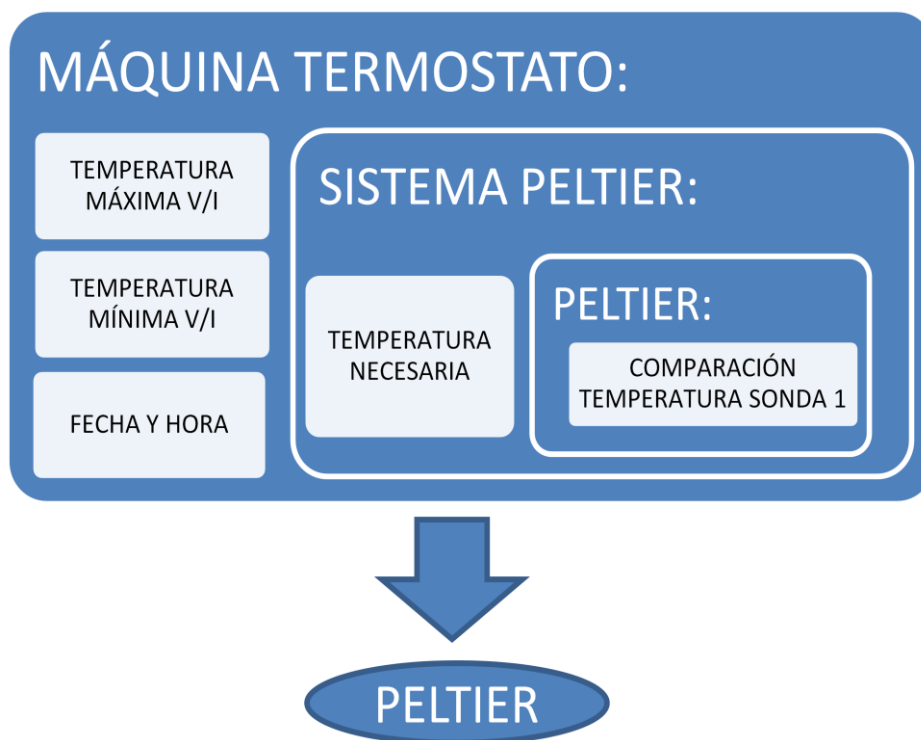 MÁQUINA TERMOSTATO:
TEMPERATURA
MÁXIMA V/I
TEMPERATURA
MÍNIMA V/I
FECHA Y HORA
SISTEMA PELTIER:
TEMPERATURA
NECESARIA
PELTIER:
COMPARACIÓN
TEMPERATURA SONDA 1
PELTIER